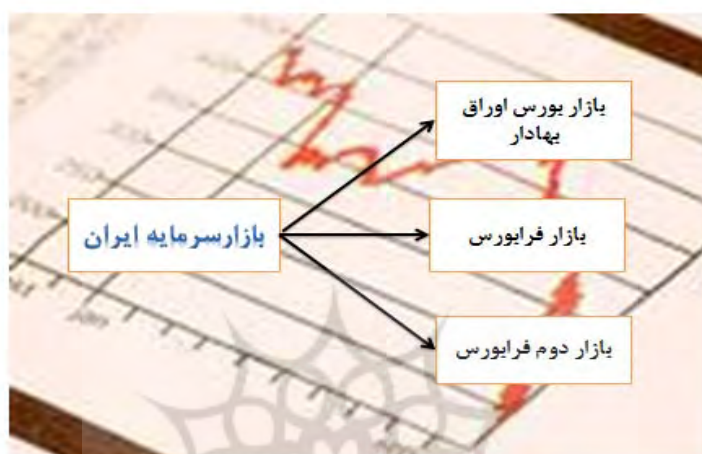 بازار بورس اوراق
بهادار
بازارسرمایه ایران
بازار فرابورس
بازار دوم فرابورس